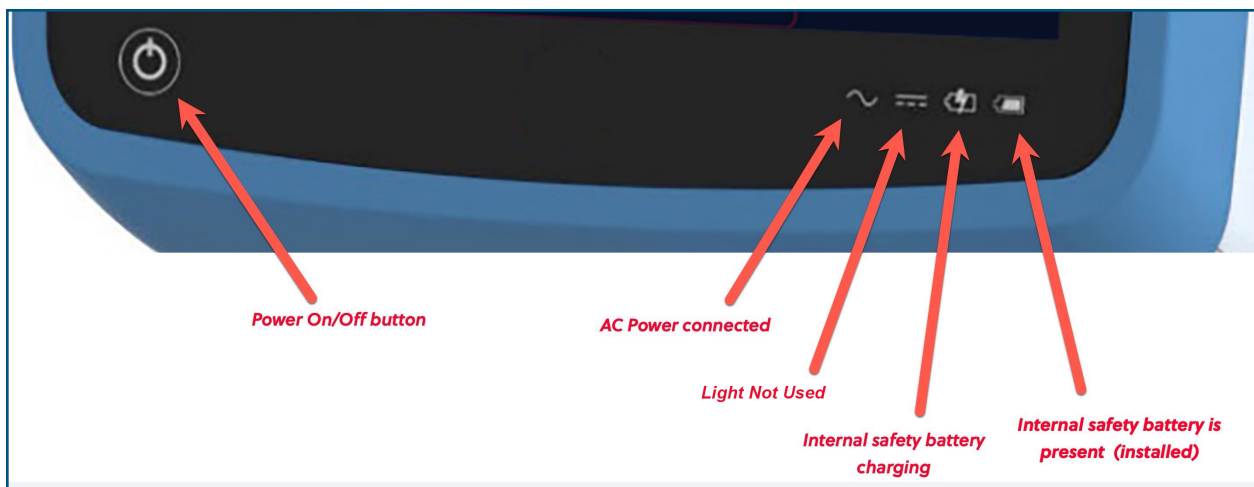 Power On/Off button
AC Power connected
Light Not Used
Internal safety battery
charging
Internal safety battery is
present (installed)